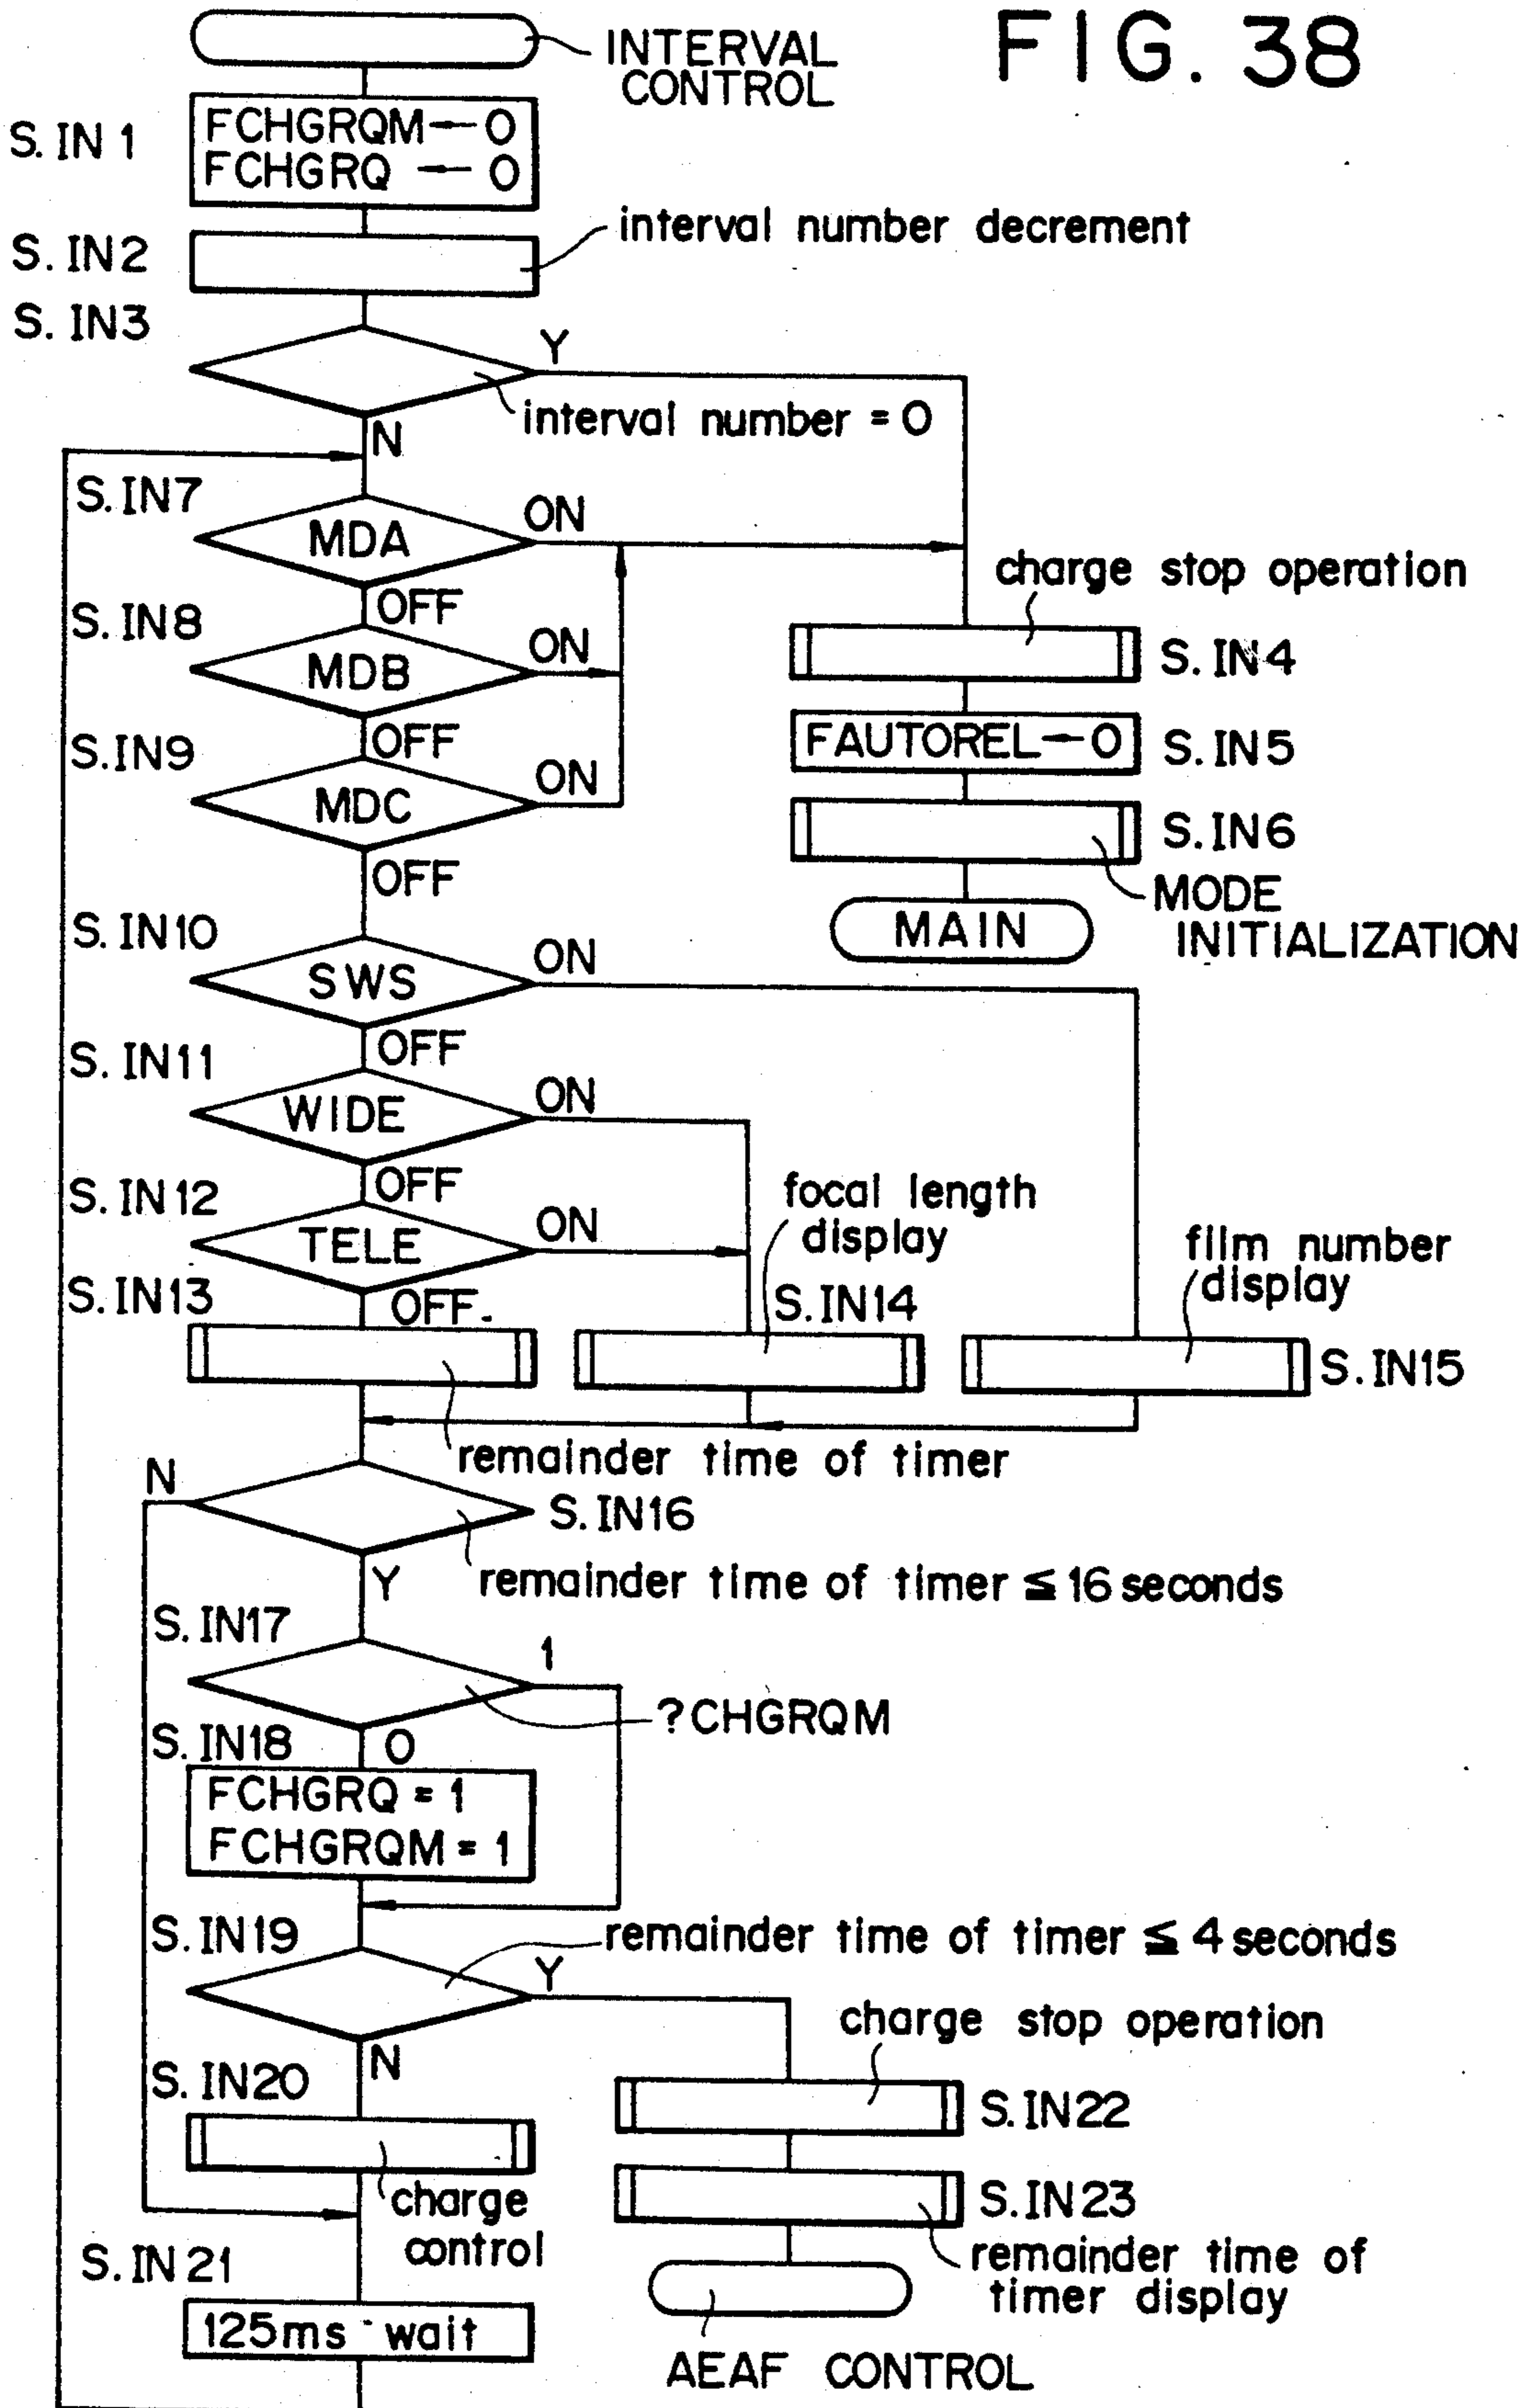 FIG. 38
INTERVAL
CONTROL
S. IN 1
FCHGRQM ← 0
FCHGRQ ← 0
S. IN2
interval number decrement
S. IN3
Y
interval number = 0
N
S. IN7
MDA
ON
OFF
S. IN8
MDB
ON
OFF
S. IN9
MDC
ON
OFF
charge stop operation
S. IN4
FAUTOREL ← 0
S. IN5
S. IN6
MODE
INITIALIZATION
MAIN
S. IN10
SWS
ON
OFF
S. IN11
WIDE
ON
OFF
S. IN12
TELE
ON
OFF
S. IN13
focal length
display
S. IN14
film number
display
S. IN15
remainder time of timer
N
S. IN16
Y
remainder time of timer ≦ 16 seconds
S. IN17
1
?CHGRQM
S. IN18
0
FCHGRQ = 1
FCHGRQM = 1
S. IN19
remainder time of timer ≦ 4 seconds
Y
N
charge stop operation
S. IN20
S. IN22
charge
control
S. IN23
remainder time of
timer display
S. IN 21
125ms wait
AEAF CONTROL